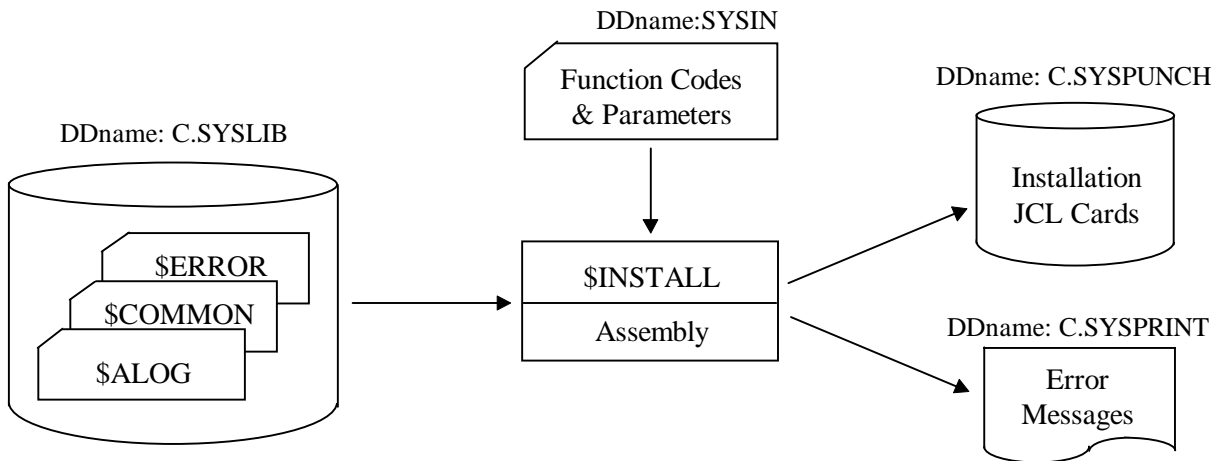 DDname:SYSIN
Function Codes
& Parameters
DDname: C.SYSPUNCH
Installation
JCL Cards
DDname: C.SYSLIB
$ERROR
$COMMON
$ALOG
$INSTALL
Assembly
DDname: C.SYSPRINT
Error
Messages